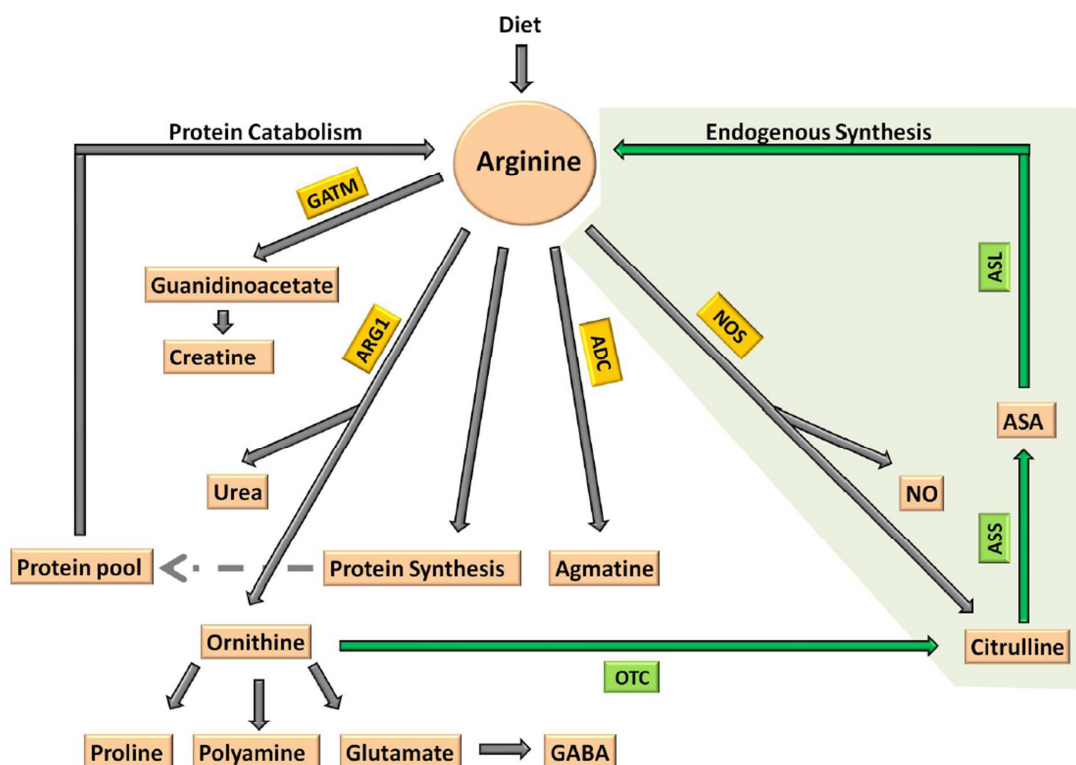 Diet
Protein Catabolism
Endogenous Synthesis
Arginine
GATM
Guanidinoacetate
Creatine
ARG1
ADC
NOS
ASL
ASA
Urea
NO
ASS
Protein pool
Protein Synthesis
Agmatine
Ornithine
Citrulline
OTC
Proline
Polyamine
Glutamate
GABA